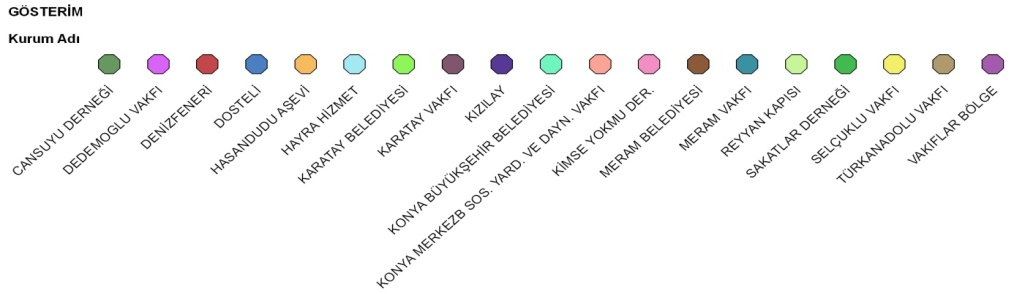 GÖSTERİM
Kurum Adı
CANSUYU DERNEĞİ
DEDEMOGLU VAKFI
DENİZFENERİ
DOSTELİ
HASANDUDU AŞEVİ
HAYRA HİZMET
KARATAY BELEDİYESİ
KARATAY VAKFI
KIZILAY
KONYA BÜYÜKŞEHİR BELEDİYESİ
KONYA MERKEZB SOS. YARD. VE DAYN. VAKFI
KİMSE YOKMU DER.
MERAM BELEDİYESİ
MERAM VAKFI
REYYAN KAPISI
SAKATLAR DERNEĞİ
SELÇUKLU VAKFI
TÜRKANADOLU VAKFI
VAKIFLAR BÖLGE